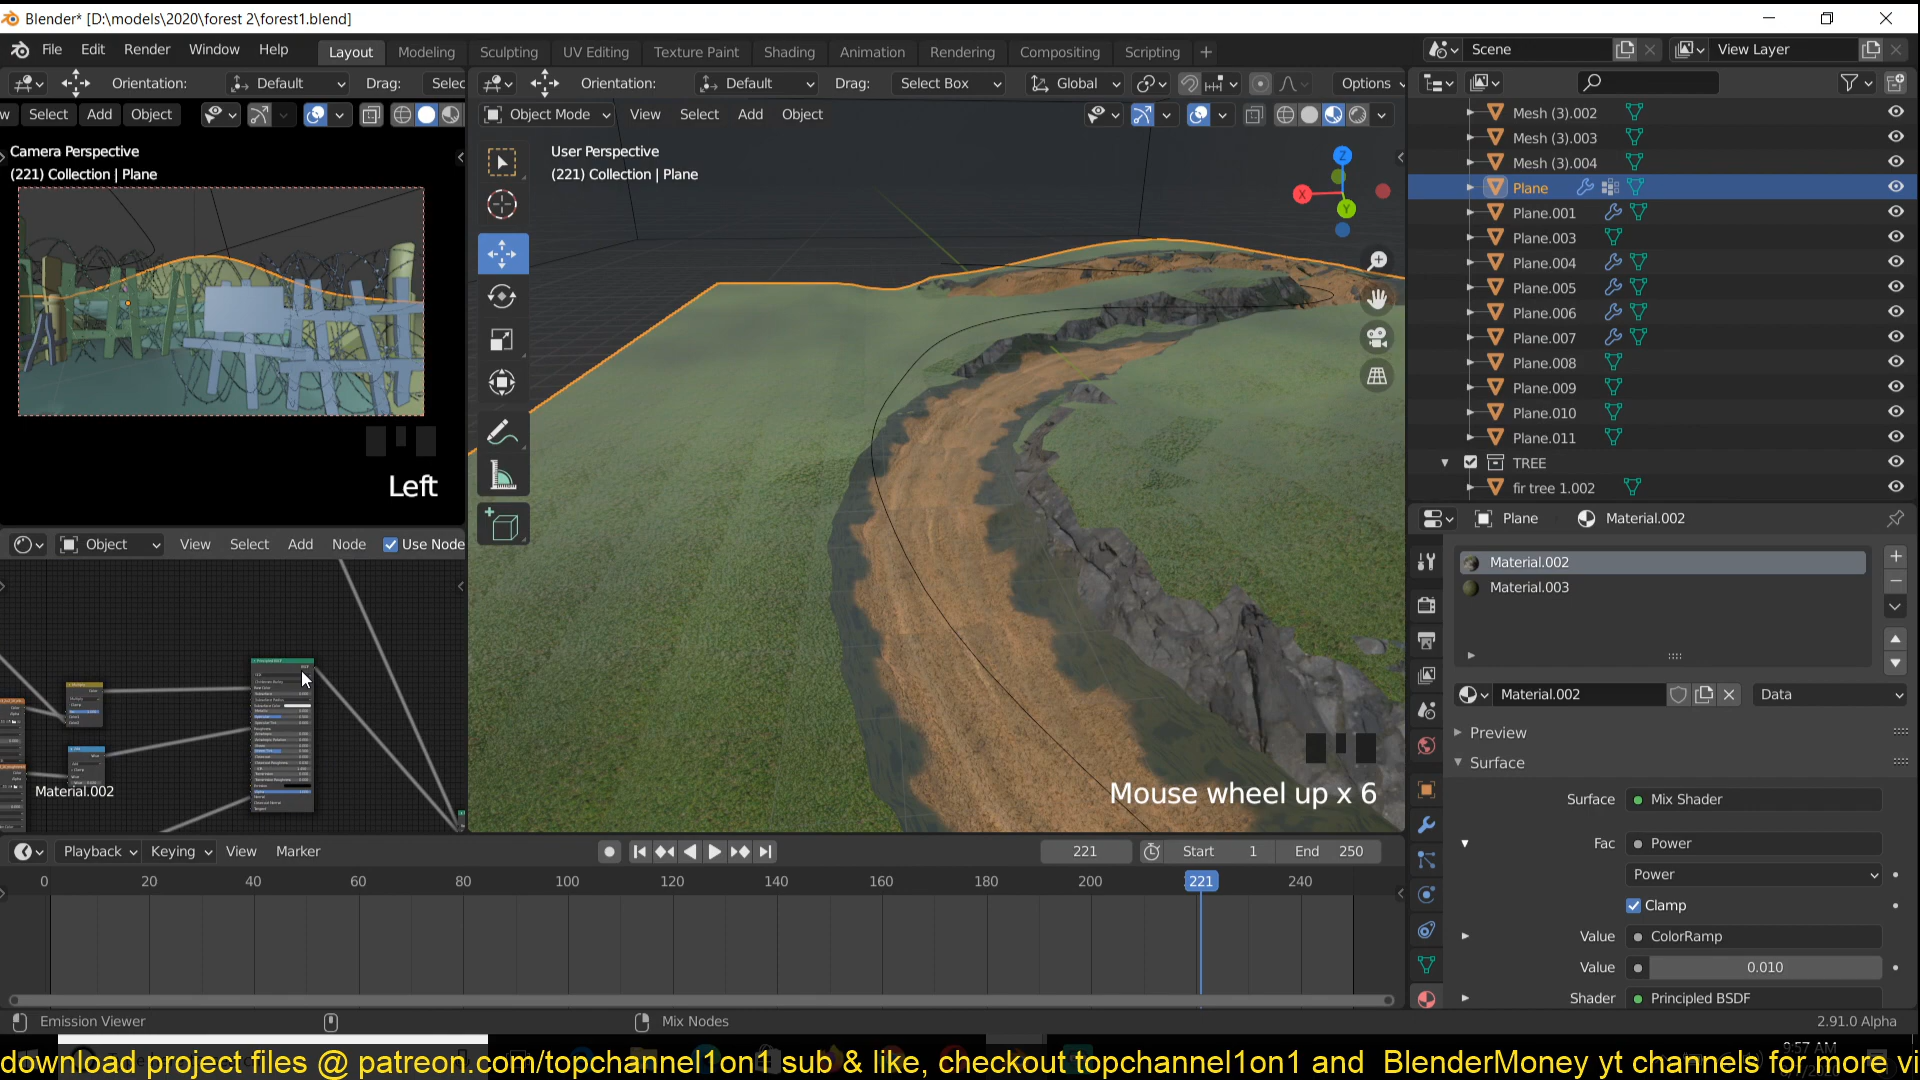 Blender* [D:\models\2020\forest 2\forest1.blend]
File Edit Render Window Help Layout Modeling Sculpting UV Editing Texture Paint Shading Animation Rendering Compositing Scripting + Scene View Layer
Orientation: Default Drag: Selec Orientation: Default Drag: Select Box Global Options
w Select Add Object Object Mode View Select Add Object
Camera Perspective
(221) Collection | Plane
User Perspective
(221) Collection | Plane
Z
X
Y
Left
Mesh (3).002
Mesh (3).003
Mesh (3).004
Plane
Plane.001
Plane.003
Plane.004
Plane.005
Plane.006
Plane.007
Plane.008
Plane.009
Plane.010
Plane.011
TREE
fir tree 1.002
Object View Select Add Node Use Node
Material.002
Mouse wheel up x 6
Plane Material.002
Material.002
Material.003
Material.002 Data
Preview
Surface
Surface Mix Shader
Fac Power
Power
Clamp
Value ColorRamp
Value 0.010
Shader Principled BSDF
Playback Keying View Marker 221 Start 1 End 250
0 20 40 60 80 100 120 140 160 180 200 221 240
Emission Viewer Mix Nodes 2.91.0 Alpha
9:57 AM
download project files @ patreon.com/topchannel1on1 sub & like, checkout topchannel1on1 and BlenderMoney yt channels for more vi